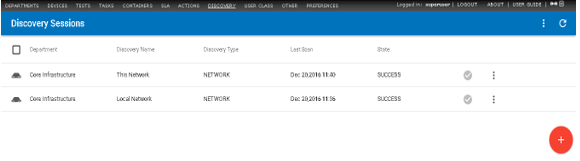 DEPARTMENTS DEVICES TESTS TASKS CONTAINERS SLA ACTIONS DISCOVERY USER CLASS OTHER PREFERENCES Logged in: superuser | LOGOUT ABOUT | USER GUIDE |
Discovery Sessions
Department Discovery Name Discovery Type Last Scan State
Core Infrastructure This Network NETWORK Dec 20,2016 11:40 SUCCESS
Core Infrastructure Local Network NETWORK Dec 20,2016 11:36 SUCCESS